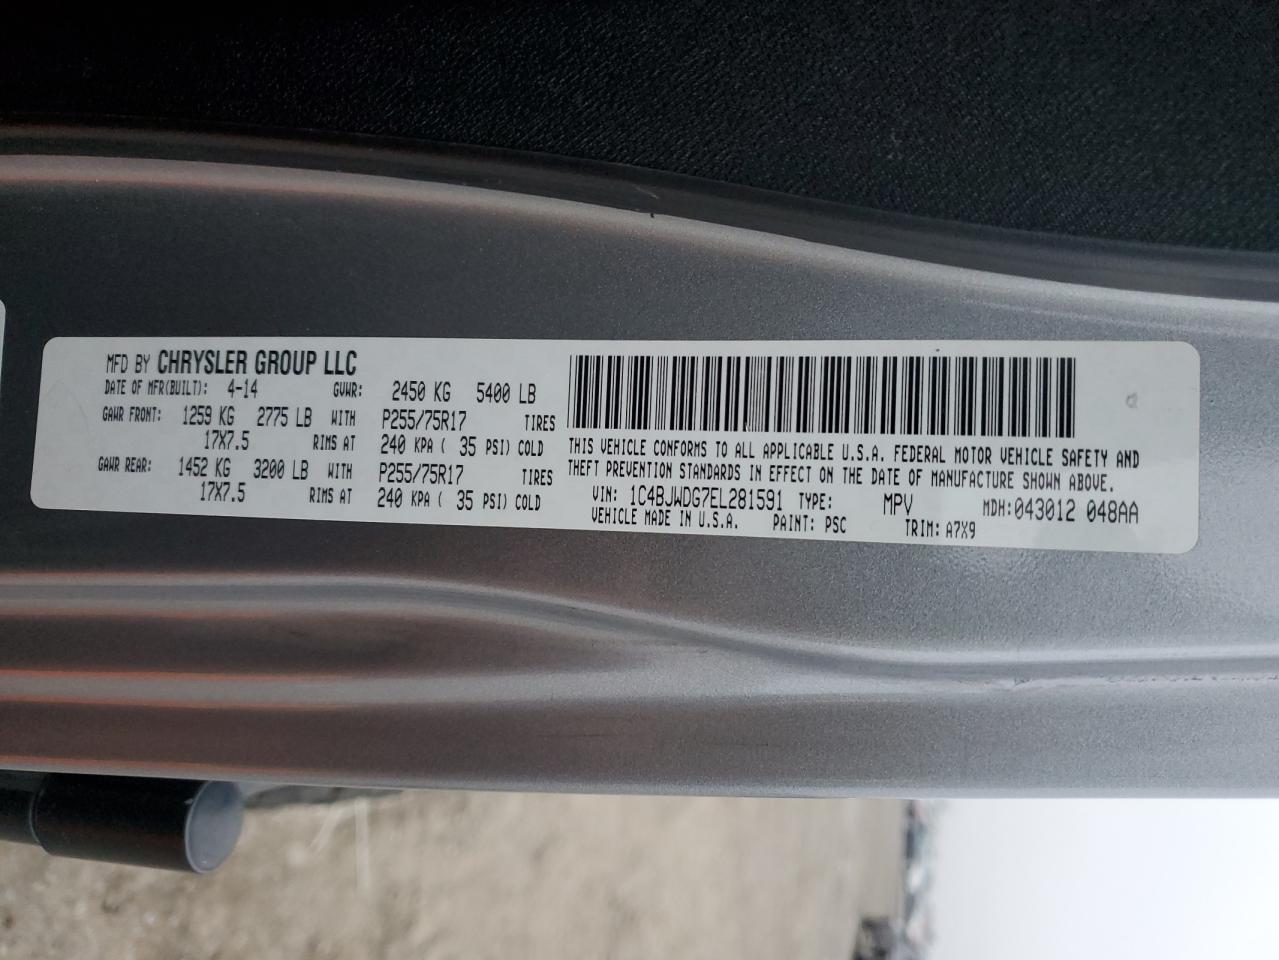 MFD BY CHRYSLER GROUP LLC
DATE OF MFR(BUILT): 4-14 GVWR: 2450 KG 5400 LB
GAWR FRONT: 1259 KG 2775 LB WITH P255/75R17 TIRES
17X7.5 RIMS AT 240 KPA ( 35 PSI) COLD
GAWR REAR: 1452 KG 3200 LB WITH P255/75R17 TIRES
17X7.5 RIMS AT 240 KPA ( 35 PSI) COLD
THIS VEHICLE CONFORMS TO ALL APPLICABLE U.S.A. FEDERAL MOTOR VEHICLE SAFETY AND
THEFT PREVENTION STANDARDS IN EFFECT ON THE DATE OF MANUFACTURE SHOWN ABOVE.
VIN: 1C4BJWDG7EL281591 TYPE: MPV MDH:043012 048AA
VEHICLE MADE IN U.S.A. PAINT: PSC TRIM: A7X9